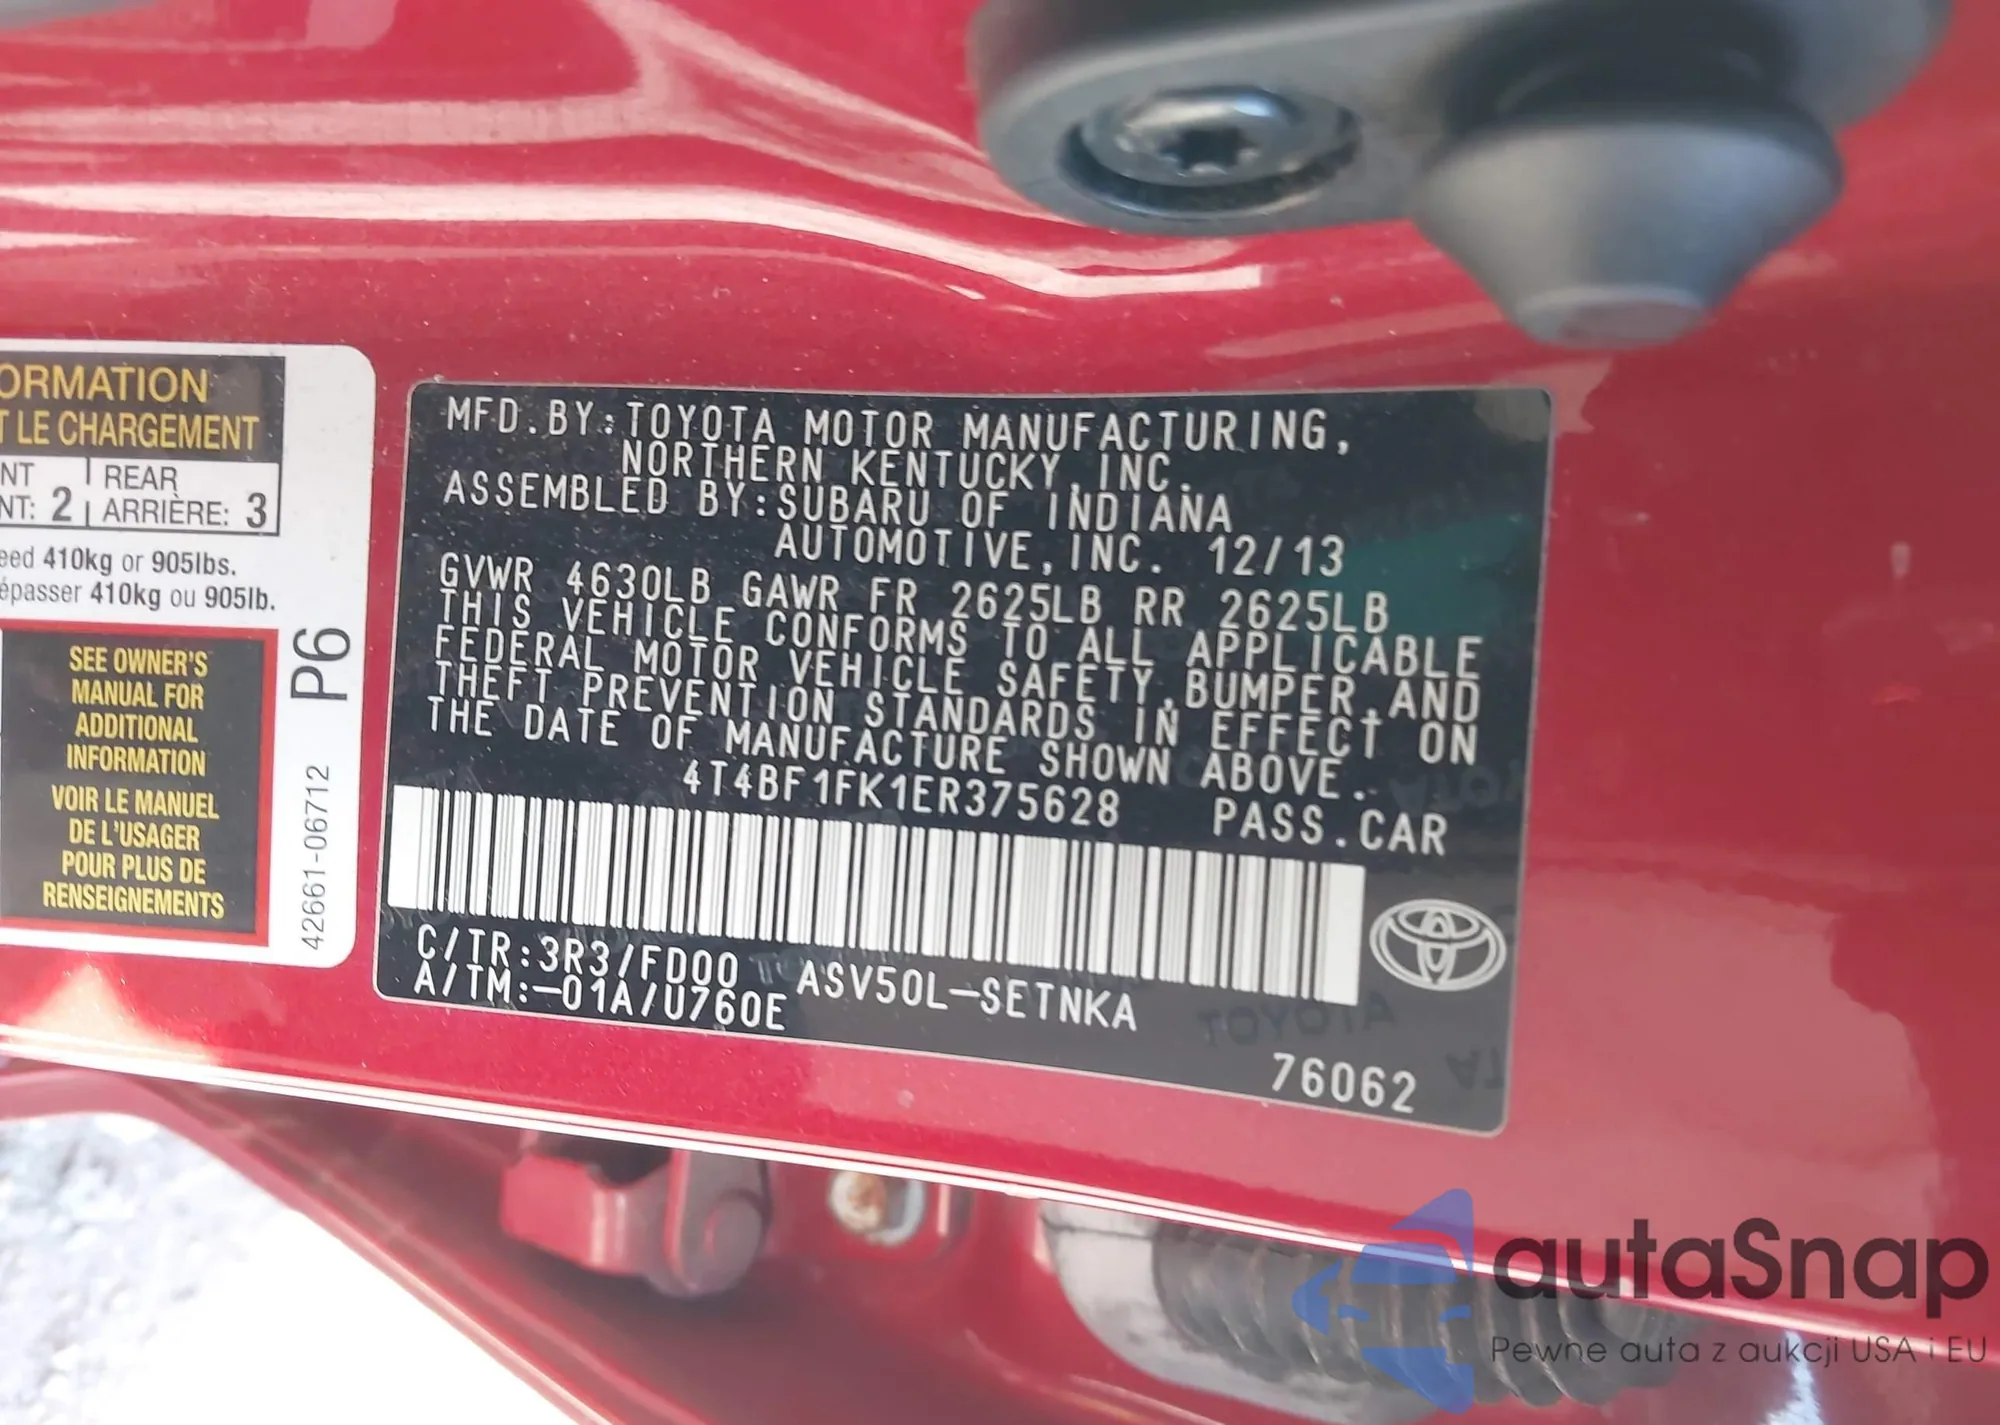 ORMATION
T LE CHARGEMENT
NT REAR
NT: 2 ARRIÈRE: 3
eed 410kg or 905lbs.
épasser 410kg ou 905lb.
SEE OWNER'S
MANUAL FOR
ADDITIONAL
INFORMATION
VOIR LE MANUEL
DE L'USAGER
POUR PLUS DE
RENSEIGNEMENTS
42661-06712 P6
MFD.BY:TOYOTA MOTOR MANUFACTURING,
NORTHERN KENTUCKY,INC.
ASSEMBLED BY:SUBARU OF INDIANA
AUTOMOTIVE,INC. 12/13
GVWR 4630LB GAWR FR 2625LB RR 2625LB
THIS VEHICLE CONFORMS TO ALL APPLICABLE
FEDERAL MOTOR VEHICLE SAFETY,BUMPER,AND
THEFT PREVENTION STANDARDS IN EFFECT ON
THE DATE OF MANUFACTURE SHOWN ABOVE.
4T4BF1FK1ER375628 PASS.CAR
C/TR:3R3/FD00 ASV50L-SETNKA
A/TM:-01A/U760E
76062
autaSnap
Pewne auta z aukcji USA i EU